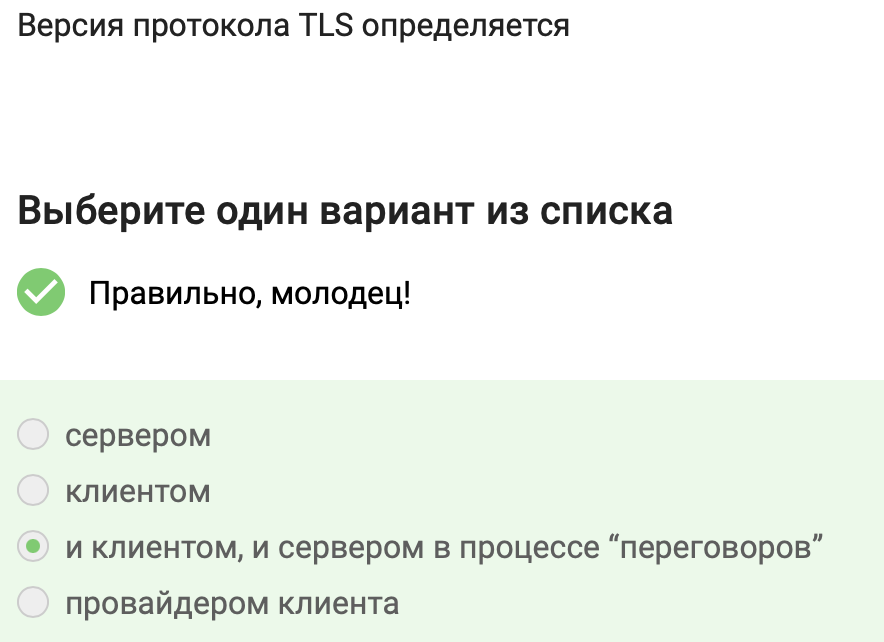 Версия протокола TLS определяется
Выберите один вариант из списка
Правильно, молодец!
сервером
клиентом
и клиентом, и сервером в процессе “переговоров”
провайдером клиента